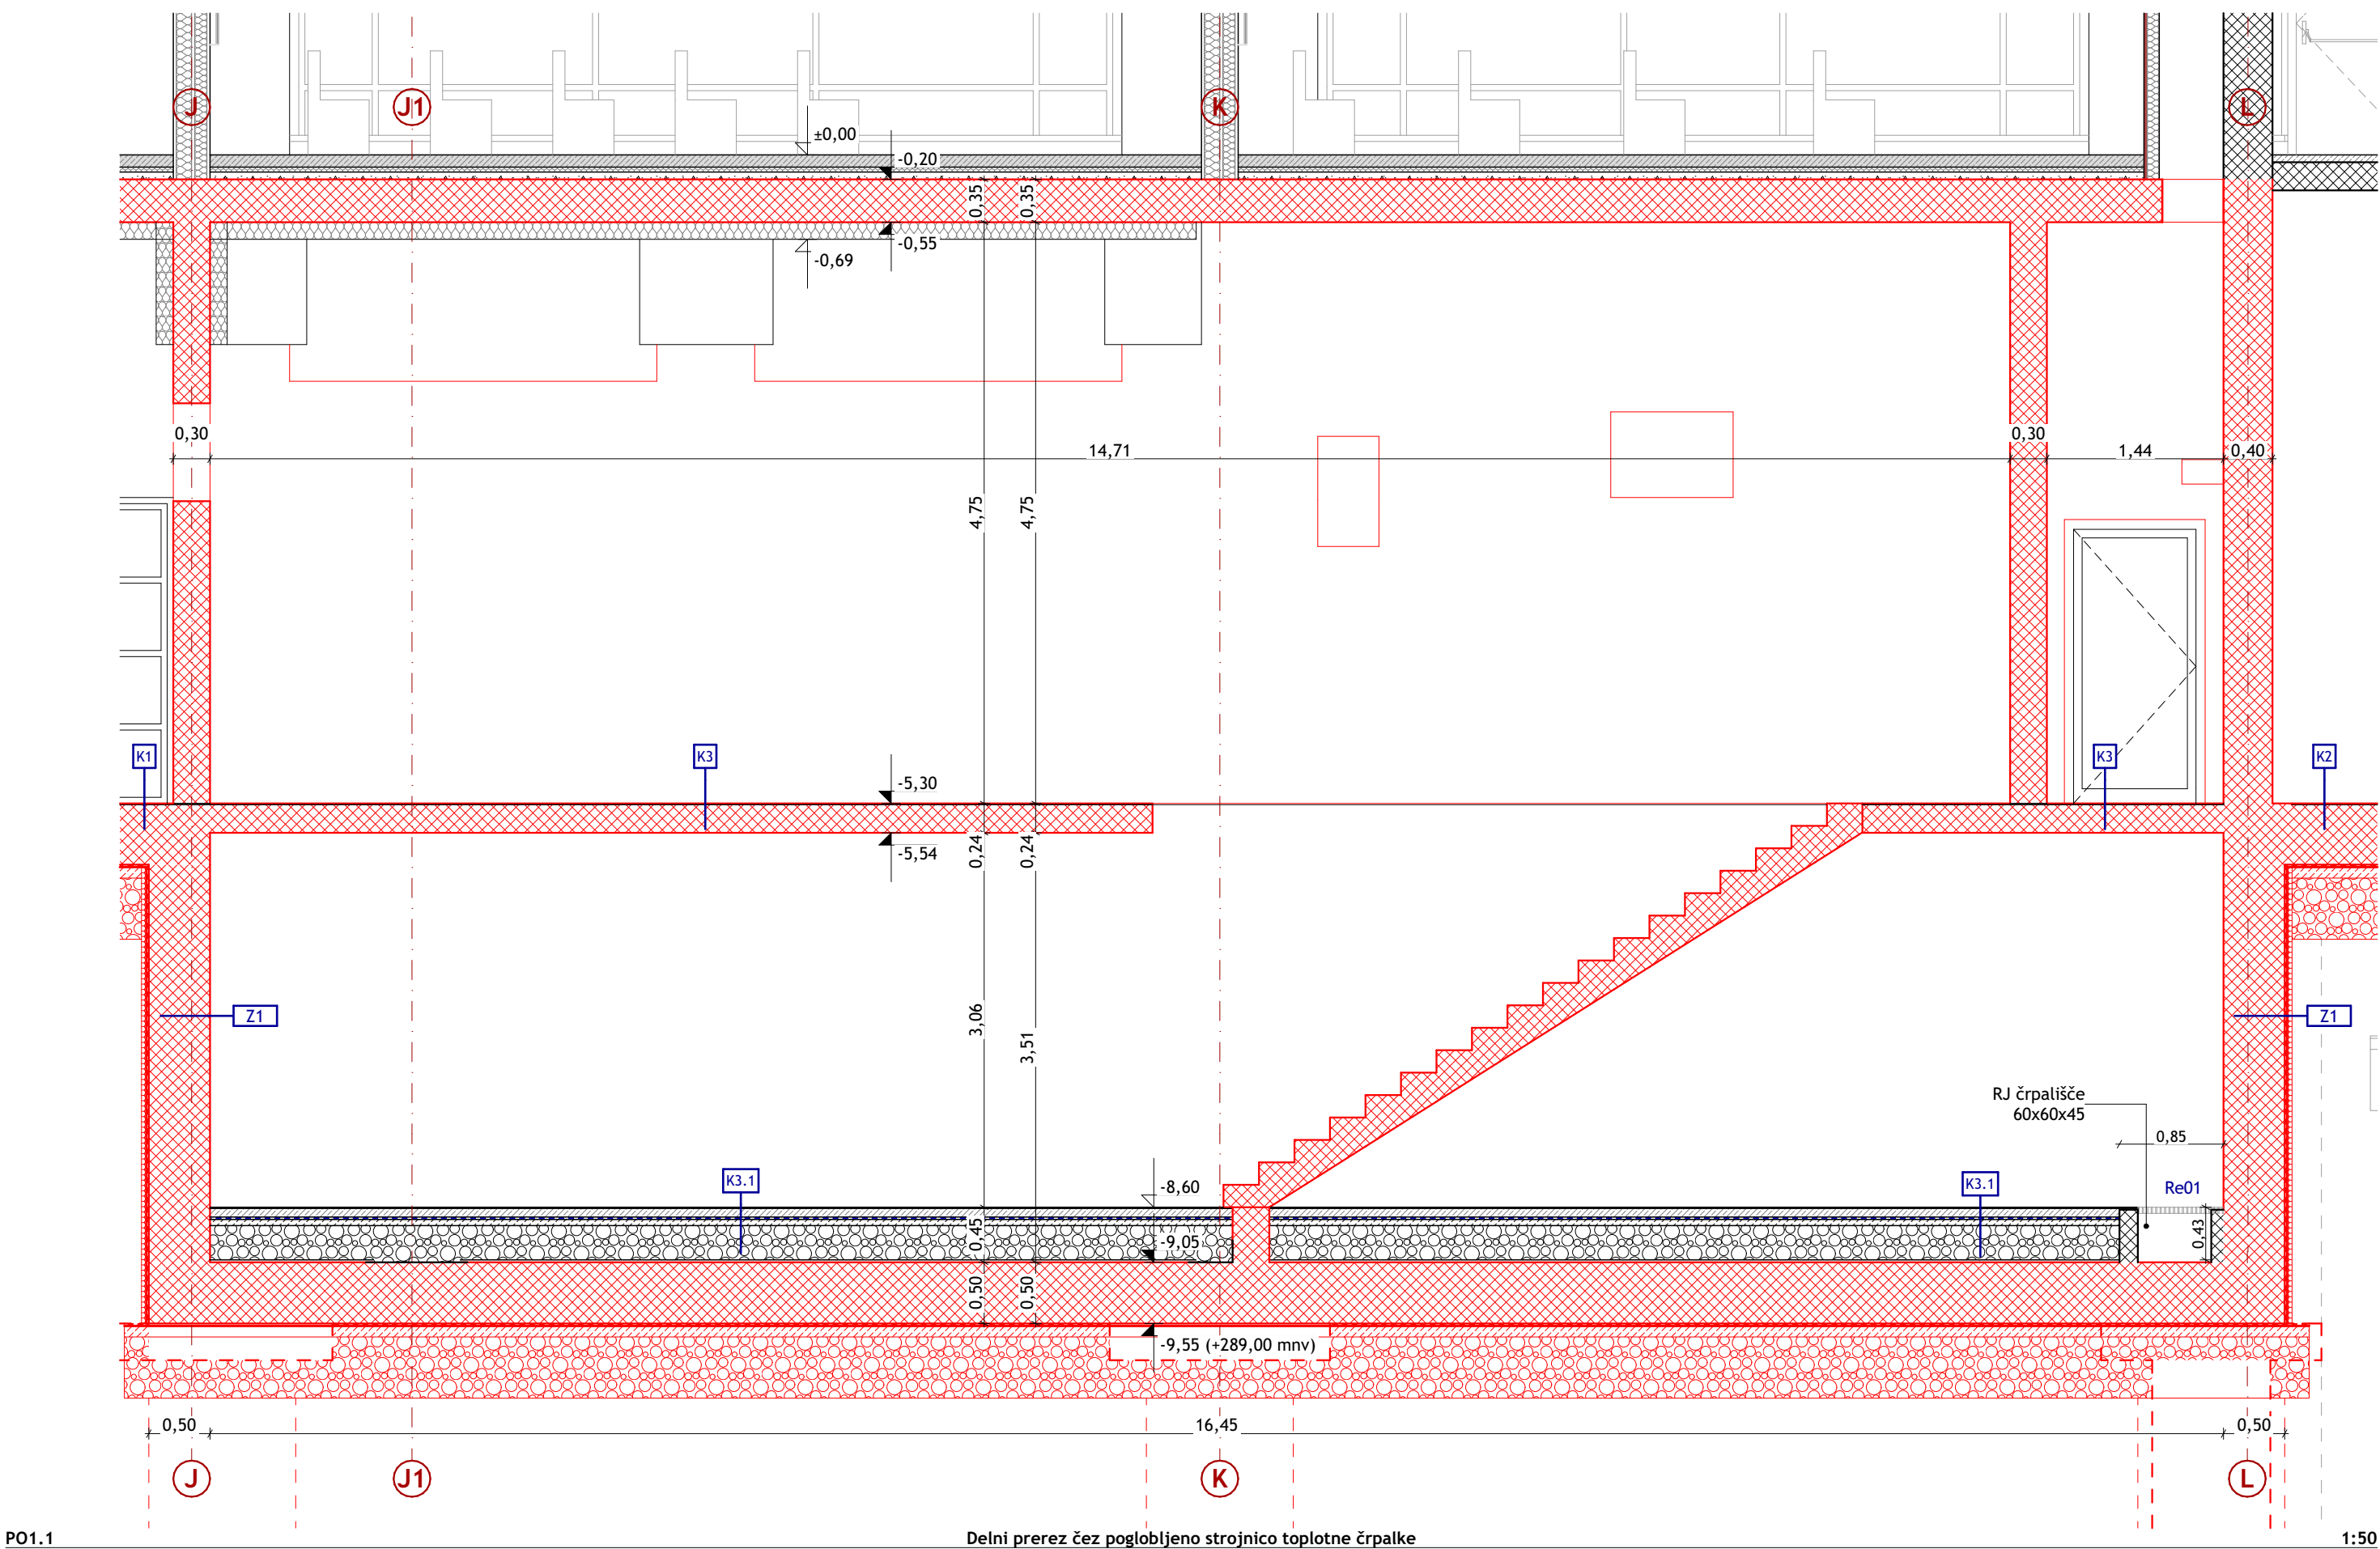 J
J1
K
L
±0,00
-0,20
0,35
0,35
-0,55
-0,69
0,30
14,71
0,30
1,44
0,40
4,75
4,75
K1
K3
K3
K2
-5,30
-5,54
0,24
0,24
Z1
3,06
3,51
Z1
RJ črpališče
60x60x45
0,85
K3.1
-8,60
K3.1
Re01
0,45
-9,05
0,43
0,50
0,50
-9,55 (+289,00 mnv)
0,50
16,45
0,50
J
J1
K
L
PO1.1
Delni prerez čez poglobljeno strojnico toplotne črpalke
1:50